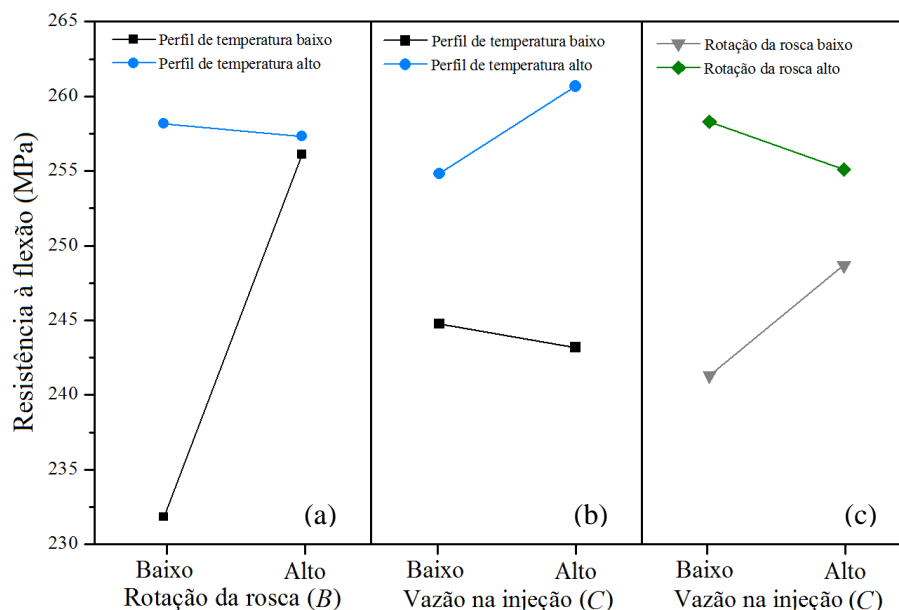 Resistência à flexão (MPa)
265
260
255
250
245
240
235
230
Perfil de temperatura baixo
Perfil de temperatura alto
(a)
Baixo
Alto
Rotação da rosca (B)
Perfil de temperatura baixo
Perfil de temperatura alto
(b)
Baixo
Alto
Vazão na injeção (C)
Rotação da rosca baixo
Rotação da rosca alto
(c)
Baixo
Alto
Vazão na injeção (C)